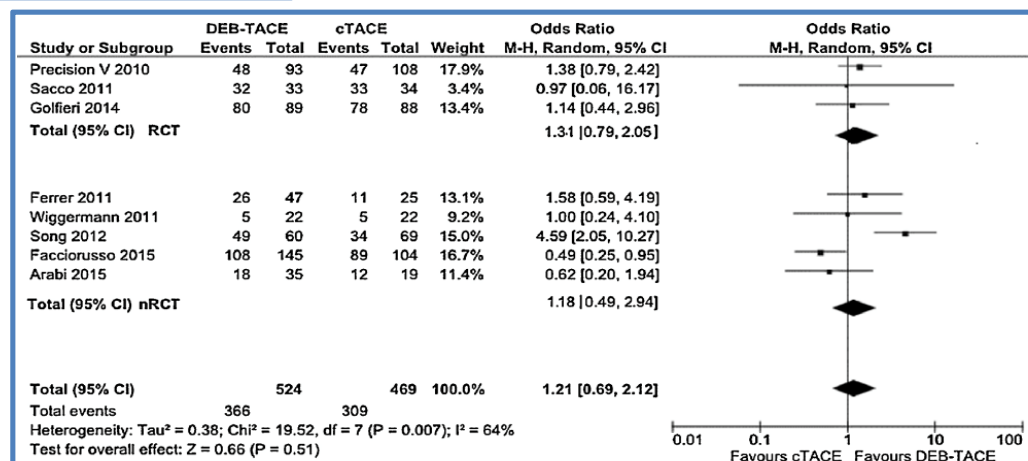 DEB-TACE cTACE Odds Ratio Odds Ratio
Study or Subgroup Events Total Events Total Weight M-H, Random, 95% CI M-H, Random, 95% CI
Precision V 2010 48 93 47 108 17.9% 1.38 [0.79, 2.42]
Sacco 2011 32 33 33 34 3.4% 0.97 [0.06, 16.17]
Golfieri 2014 80 89 78 88 13.4% 1.14 [0.44, 2.96]
Total (95% CI) RCT 1.31 [0.79, 2.05]
Ferrer 2011 26 47 11 25 13.1% 1.58 [0.59, 4.19]
Wiggermann 2011 5 22 5 22 9.2% 1.00 [0.24, 4.10]
Song 2012 49 60 34 69 15.0% 4.59 [2.05, 10.27]
Facciorusso 2015 108 145 89 104 16.7% 0.49 [0.25, 0.95]
Arabi 2015 18 35 12 19 11.4% 0.62 [0.20, 1.94]
Total (95% CI) nRCT 1.18 [0.49, 2.94]
Total (95% CI) 524 469 100.0% 1.21 [0.69, 2.12]
Total events 366 309
Heterogeneity: Tau² = 0.38; Chi² = 19.52, df = 7 (P = 0.007); I² = 64%
Test for overall effect: Z = 0.66 (P = 0.51)
0.01 0.1 1 10 100
Favours cTACE Favours DEB-TACE